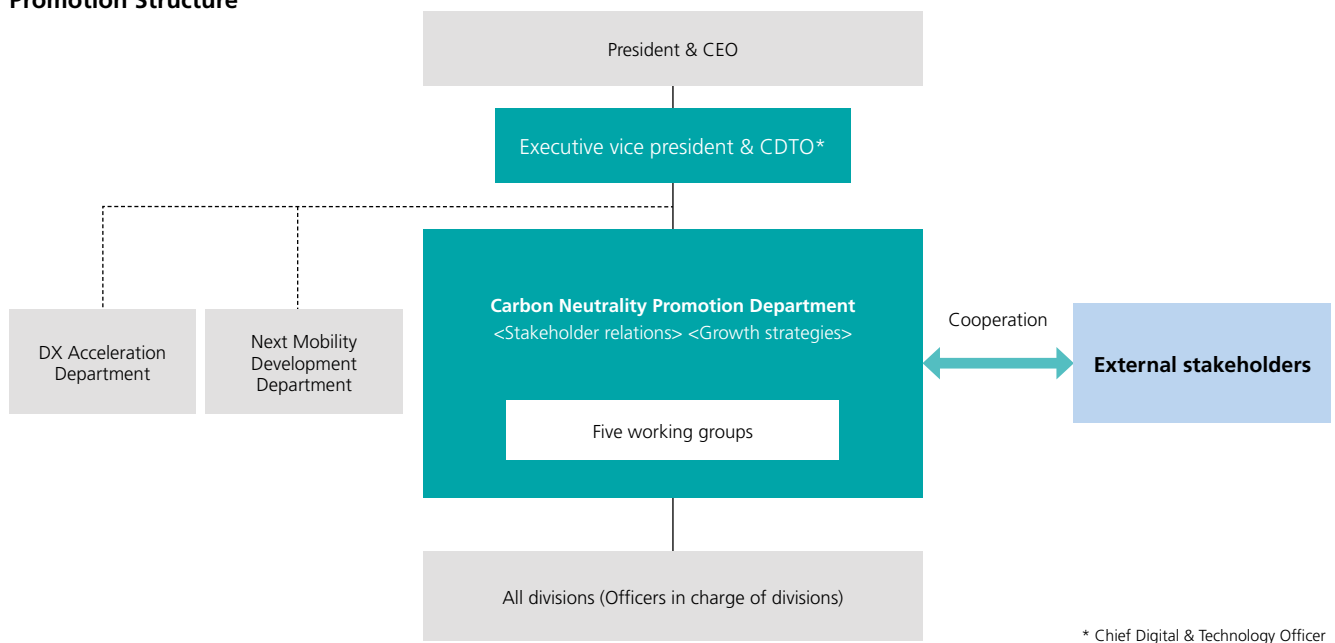 Promotion Structure
President & CEO
Executive vice president & CDTO*
Carbon Neutrality Promotion Department
<Stakeholder relations> <Growth strategies>
Five working groups
DX Acceleration
Department
Next Mobility
Development
Department
Cooperation
External stakeholders
All divisions (Officers in charge of divisions)
* Chief Digital & Technology Officer